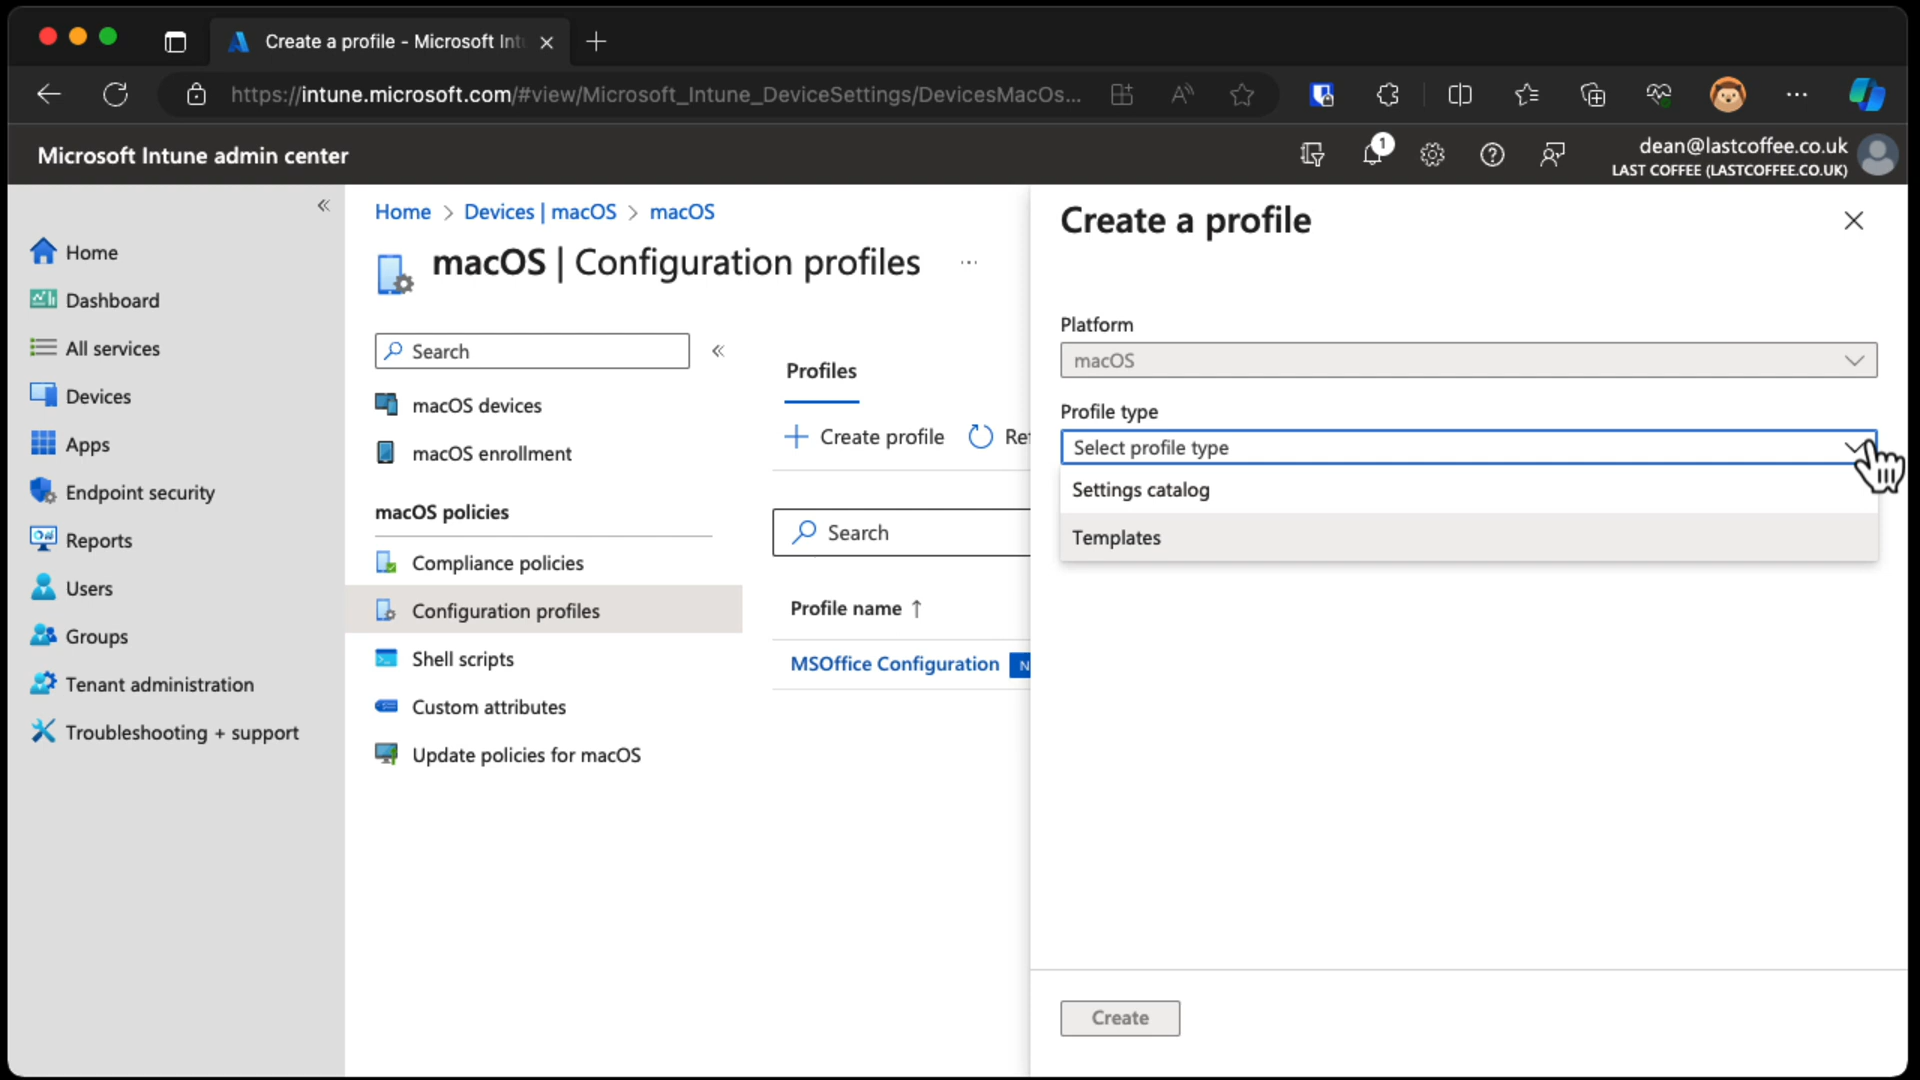 Create a profile - Microsoft Int
https://intune.microsoft.com/#view/Microsoft_Intune_DeviceSettings/DevicesMacOs...
Microsoft Intune admin center
1
dean@lastcoffee.co.uk
LAST COFFEE (LASTCOFFEE.CO.UK)
Home
Dashboard
All services
Devices
Apps
Endpoint security
Reports
Users
Groups
Tenant administration
Troubleshooting + support
Home > Devices | macOS > macOS
macOS | Configuration profiles ...
Search
macOS devices
macOS enrollment
macOS policies
Compliance policies
Configuration profiles
Shell scripts
Custom attributes
Update policies for macOS
Profiles
Create profile Ref
Search
Profile name ↑
MSOffice Configuration N
Create a profile
Platform
macOS
Profile type
Select profile type
Settings catalog
Templates
Create